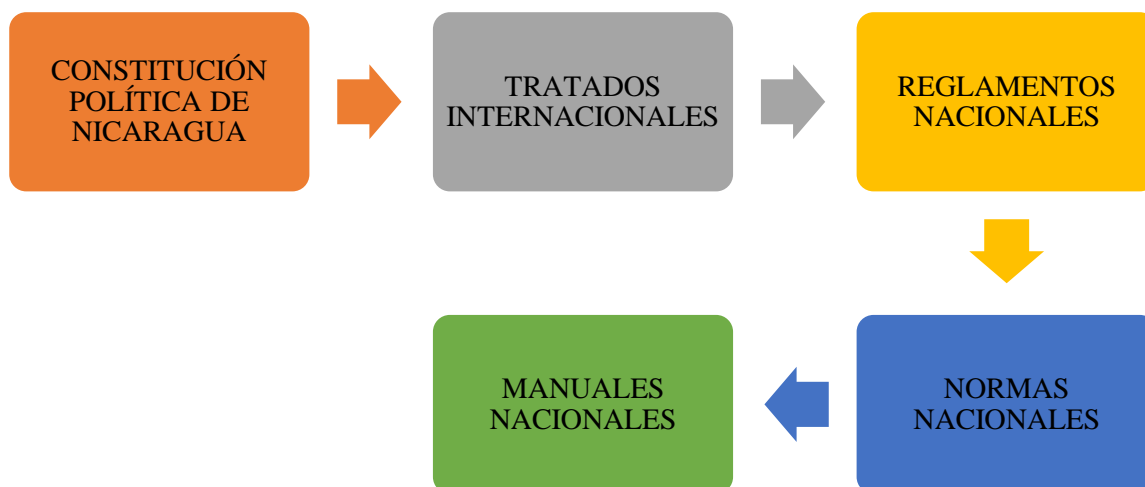 CONSTITUCIÓN
POLÍTICA DE
NICARAGUA
TRATADOS
INTERNACIONALES
REGLAMENTOS
NACIONALES
NORMAS
NACIONALES
MANUALES
NACIONALES